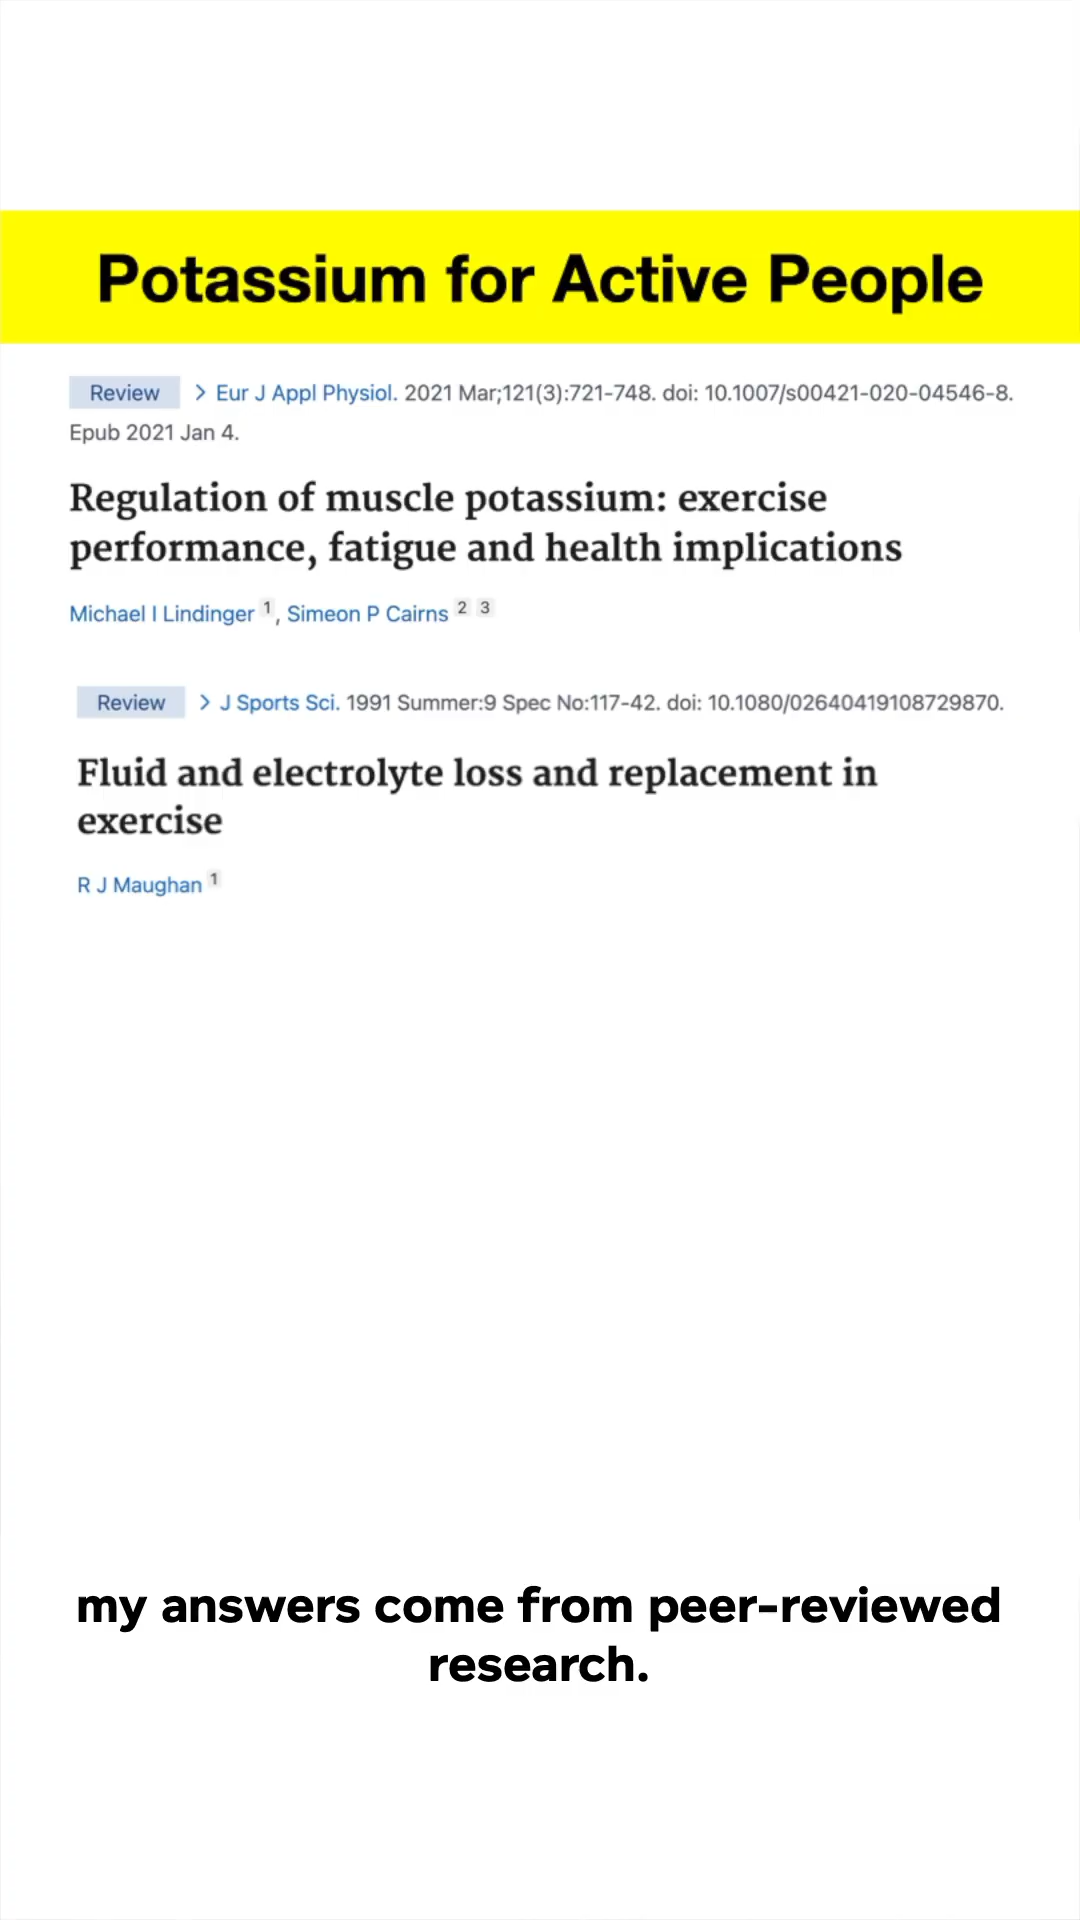 Potassium for Active People
Review > Eur J Appl Physiol. 2021 Mar;121(3):721-748. doi: 10.1007/s00421-020-04546-8.
Epub 2021 Jan 4.
Regulation of muscle potassium: exercise
performance, fatigue and health implications
Michael I Lindinger 1, Simeon P Cairns 2 3
Review > J Sports Sci. 1991 Summer:9 Spec No:117-42. doi: 10.1080/02640419108729870.
Fluid and electrolyte loss and replacement in
exercise
R J Maughan 1
my answers come from peer-reviewed
research.